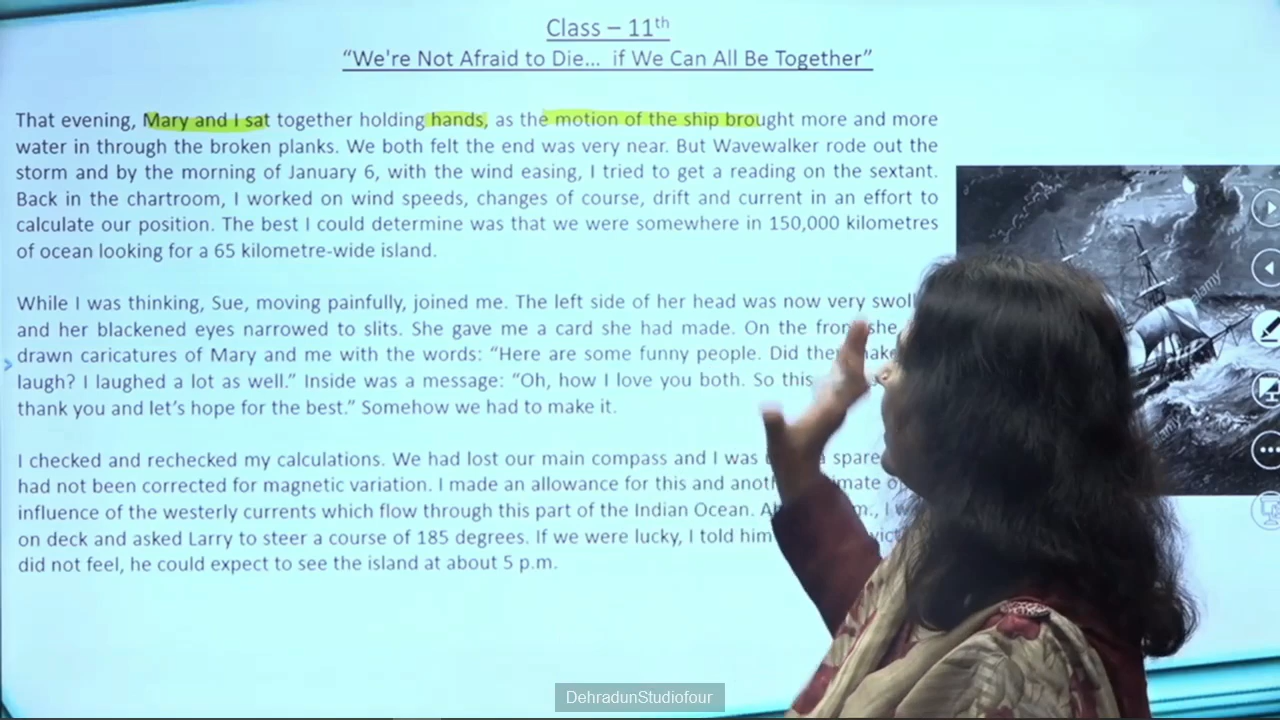 Class – 11th
“We're Not Afraid to Die... if We Can All Be Together”
That evening, Mary and I sat together holding hands, as the motion of the ship brought more and more
water in through the broken planks. We both felt the end was very near. But Wavewalker rode out the
storm and by the morning of January 6, with the wind easing, I tried to get a reading on the sextant.
Back in the chartroom, I worked on wind speeds, changes of course, drift and current in an effort to
calculate our position. The best I could determine was that we were somewhere in 150,000 kilometres
of ocean looking for a 65 kilometre-wide island.
While I was thinking, Sue, moving painfully, joined me. The left side of her head was now very
and her blackened eyes narrowed to slits. She gave me a card she had made. On the she
drawn caricatures of Mary and me with the words: “Here are some funny people. Did
laugh? I laughed a lot as well.” Inside was a message: “Oh, how I love you both. So this
thank you and let’s hope for the best.” Somehow we had to make it.
I checked and rechecked my calculations. We had lost our main compass and I was spare
had not been corrected for magnetic variation. I made an allowance for this and
influence of the westerly currents which flow through this part of the Indian Ocean.
on deck and asked Larry to steer a course of 185 degrees. If we were lucky, I told him
did not feel, he could expect to see the island at about 5 p.m.
alamy
DehradunStudiofour